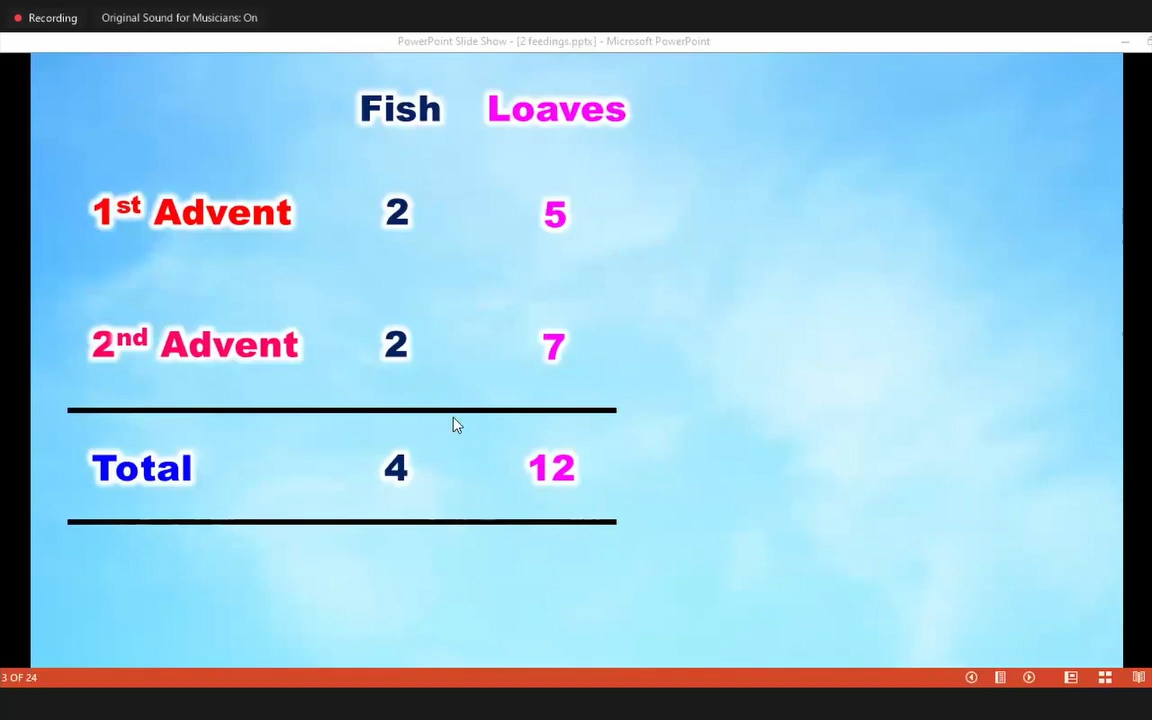 Recording Original Sound for Musicians: On
PowerPoint Slide Show - [2 feedings.pptx] - Microsoft PowerPoint
Fish Loaves
1st Advent 2 5
2nd Advent 2 7
Total 4 12
3 OF 24